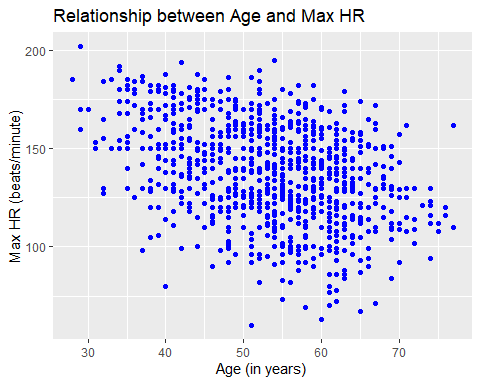 Relationship between Age and Max HR
Max HR (beats/minute)
200
150
100
30 40 50 60 70
Age (in years)